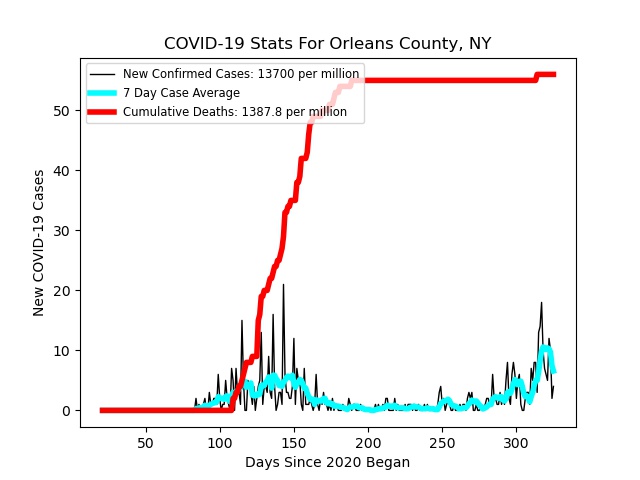 COVID-19 Stats For Orleans County, NY
New Confirmed Cases: 13700 per million
7 Day Case Average
Cumulative Deaths: 1387.8 per million
New COVID-19 Cases
50
40
30
20
10
0
50 100 150 200 250 300
Days Since 2020 Began